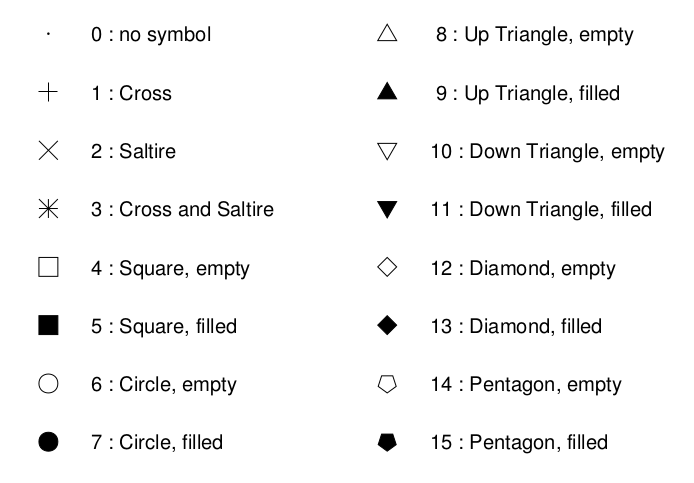 0 : no symbol
1 : Cross
2 : Saltire
3 : Cross and Saltire
4 : Square, empty
5 : Square, filled
6 : Circle, empty
7 : Circle, filled
8 : Up Triangle, empty
9 : Up Triangle, filled
10 : Down Triangle, empty
11 : Down Triangle, filled
12 : Diamond, empty
13 : Diamond, filled
14 : Pentagon, empty
15 : Pentagon, filled